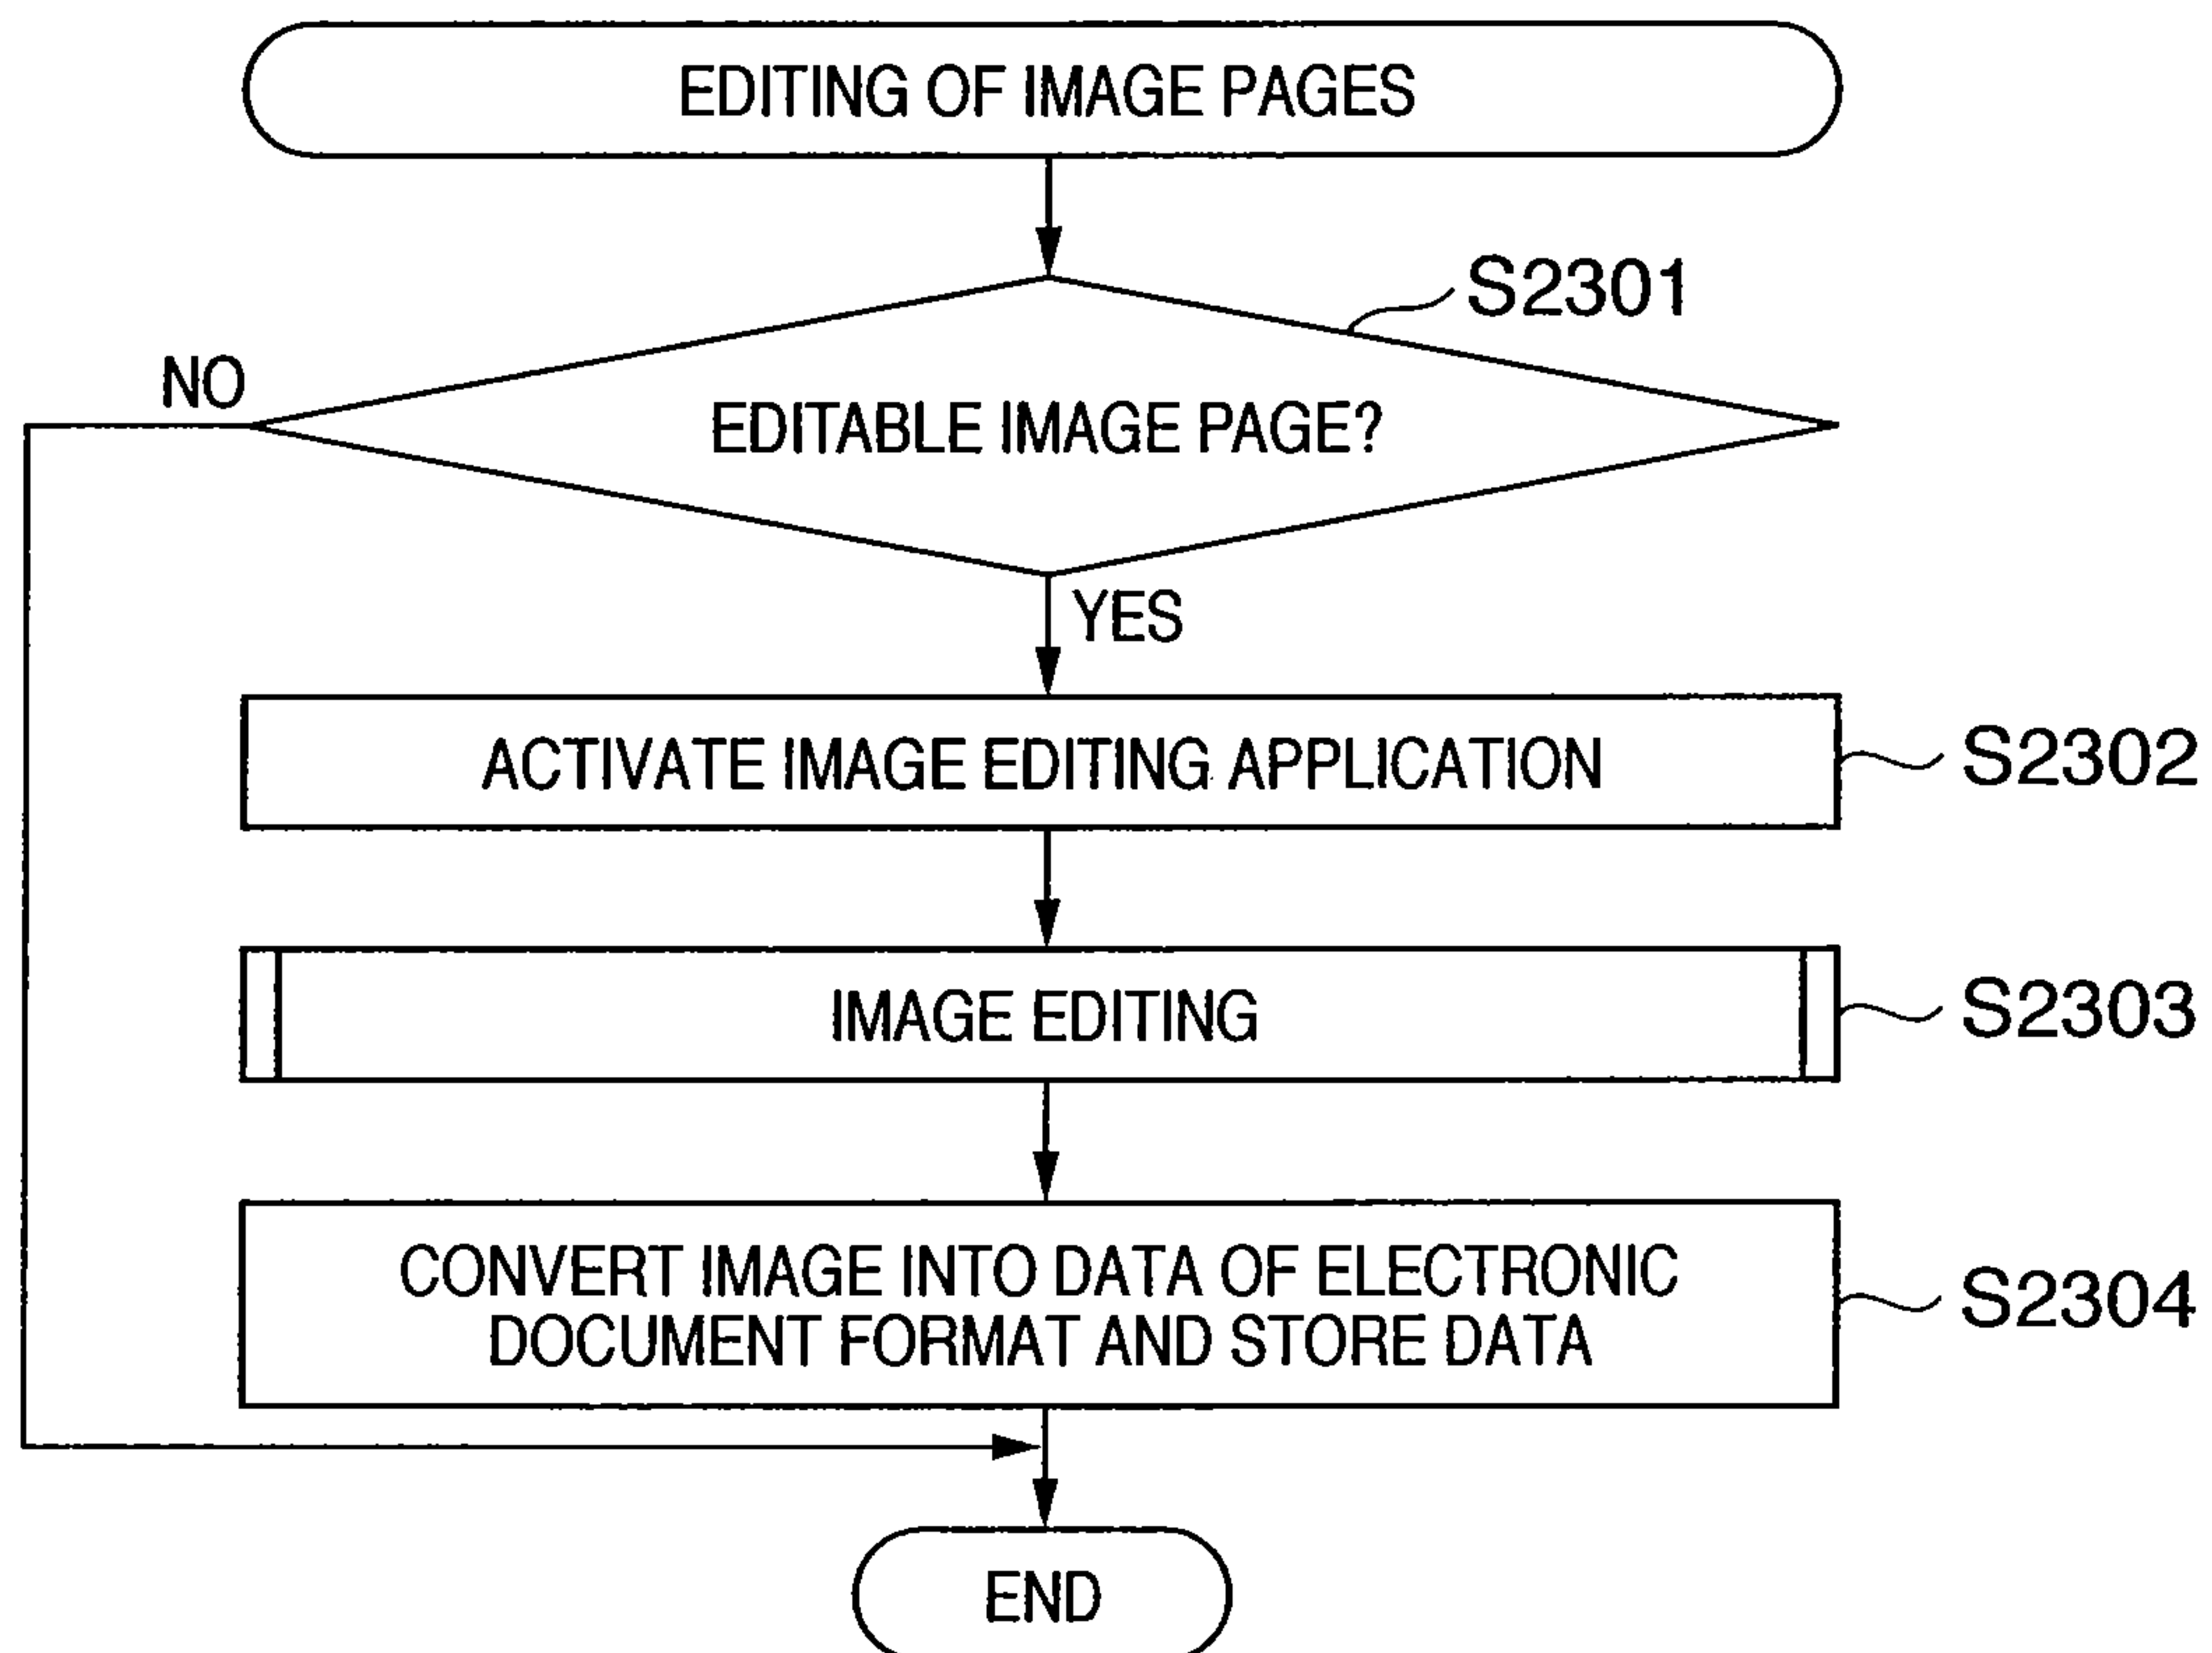 EDITING OF IMAGE PAGES
S2301
NO
EDITABLE IMAGE PAGE?
YES
ACTIVATE IMAGE EDITING APPLICATION
S2302
IMAGE EDITING
S2303
CONVERT IMAGE INTO DATA OF ELECTRONIC
DOCUMENT FORMAT AND STORE DATA
S2304
END